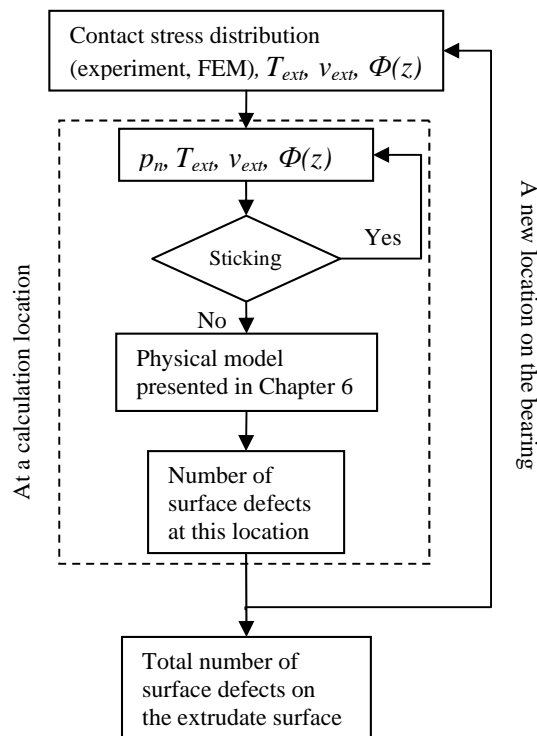 Contact stress distribution
(experiment, FEM), T_ext, v_ext, Φ(z)
p_n, T_ext, v_ext, Φ(z)
Sticking
Yes
No
Physical model
presented in Chapter 6
Number of
surface defects
at this location
Total number of
surface defects on
the extrudate surface
At a calculation location
A new location on the bearing